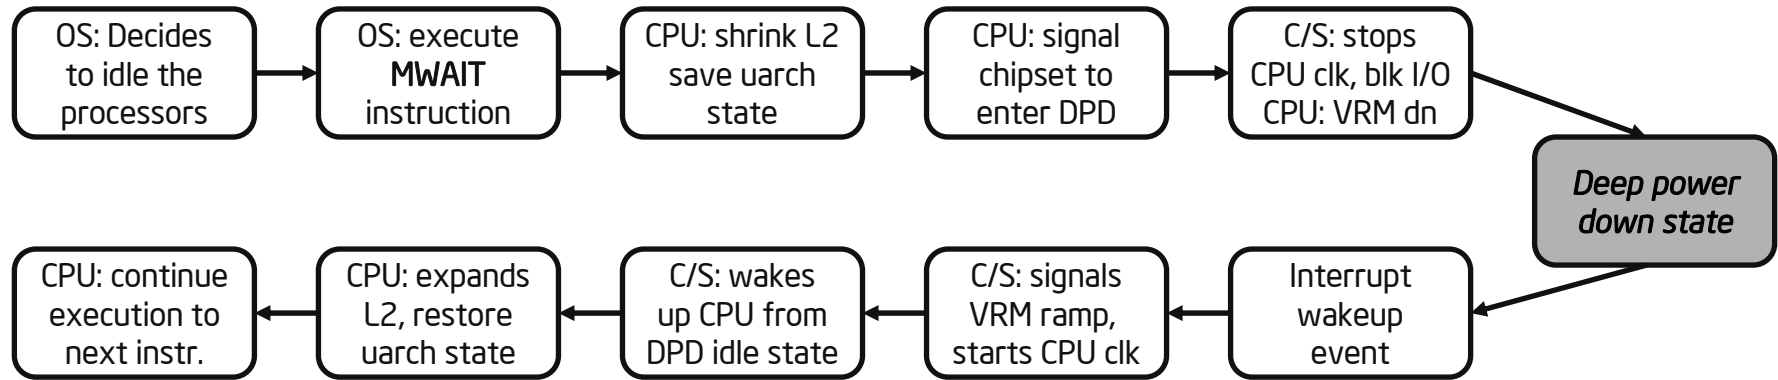 OS: Decides
to idle the
processors
OS: execute
MWAIT
instruction
CPU: shrink L2
save uarch
state
CPU: signal
chipset to
enter DPD
C/S: stops
CPU clk, blk I/O
CPU: VRM dn
Deep power
down state
Interrupt
wakeup
event
C/S: signals
VRM ramp,
starts CPU clk
C/S: wakes
up CPU from
DPD idle state
CPU: expands
L2, restore
uarch state
CPU: continue
execution to
next instr.